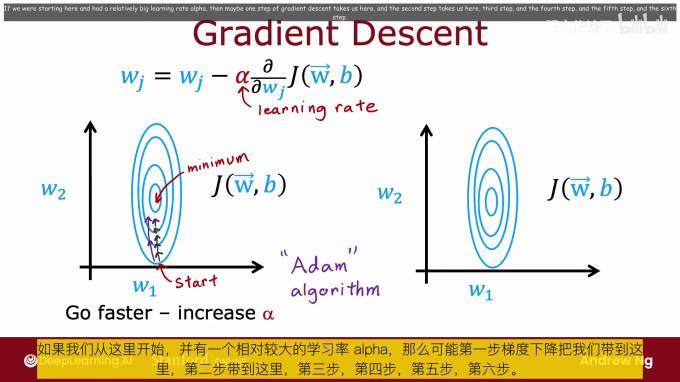 If we were starting here and had a relatively big learning rate alpha, then maybe one step of gradient descent takes us here, and the second step takes us here, third step, and the fourth step, and the fifth step, and the sixth
step.
Gradient Descent
w_j = w_j − α ∂/∂w_j J(w⃗, b)
learning rate
minimum
w₂
J(w⃗, b)
w₂
J(w⃗, b)
start
w₁
"Adam"
algorithm
w₁
Go faster – increase α
如果我们从这里开始，并有一个相对较大的学习率 alpha，那么可能第一步梯度下降把我们带到这
里，第二步带到这里，第三步，第四步，第五步，第六步。
Andrew Ng